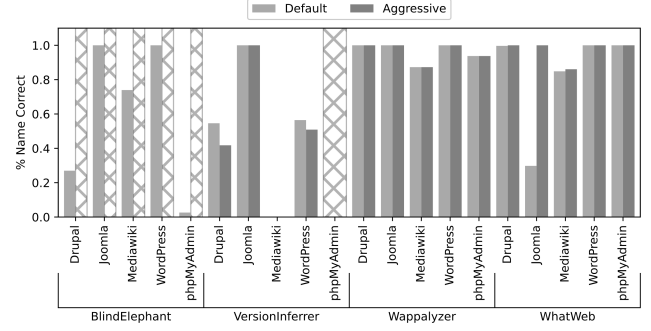 Default Aggressive
% Name Correct
1.0
0.8
0.6
0.4
0.2
0.0
Drupal Joomla Mediawiki WordPress phpMyAdmin Drupal Joomla Mediawiki WordPress phpMyAdmin Drupal Joomla Mediawiki WordPress phpMyAdmin Drupal Joomla Mediawiki WordPress phpMyAdmin
BlindElephant VersionInferrer Wappalyzer WhatWeb